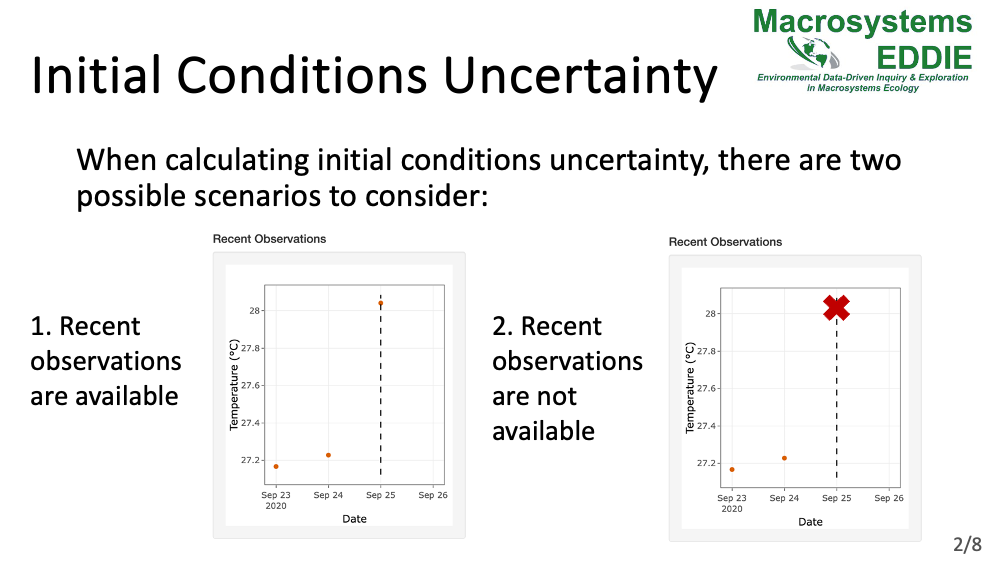 Macrosystems
EDDIE
Environmental Data-Driven Inquiry & Exploration
in Macrosystems Ecology
Initial Conditions Uncertainty
When calculating initial conditions uncertainty, there are two
possible scenarios to consider:
1. Recent
observations
are available
Recent Observations
Temperature (°C)
28
27.8
27.6
27.4
27.2
Sep 23
2020
Sep 24
Sep 25
Sep 26
Date
2. Recent
observations
are not
available
Recent Observations
Temperature (°C)
28
27.8
27.6
27.4
27.2
Sep 23
2020
Sep 24
Sep 25
Sep 26
Date
2/8